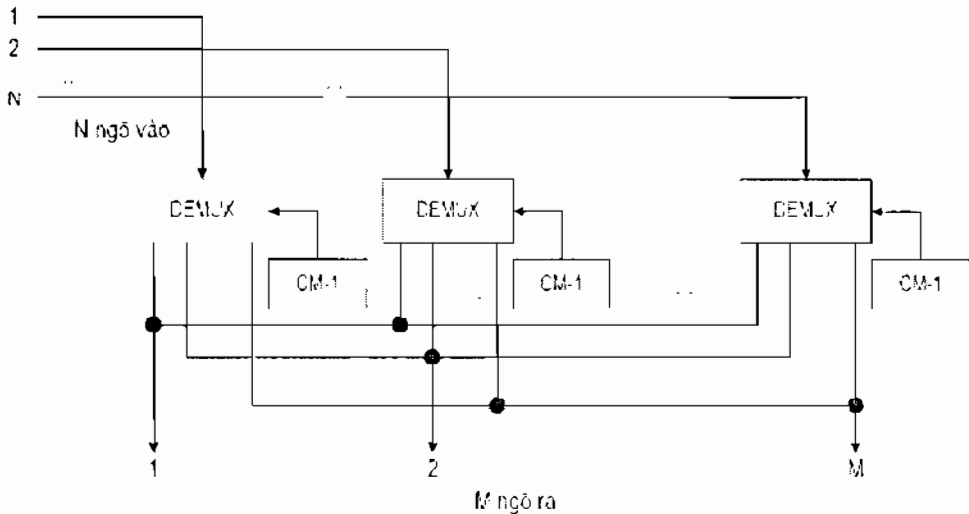 1
2
N
N ngõ vào
DEMUX
DEMUX
DEMUX
CM-1
CM-1
CM-1
1
2
M
M ngõ ra